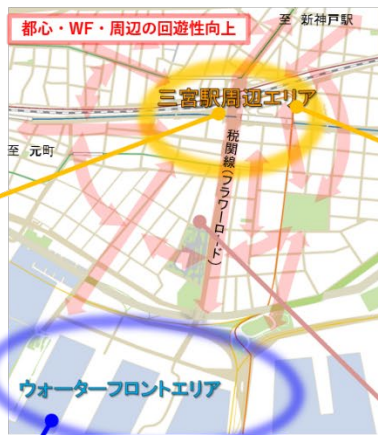 都心・WF・周辺の回遊性向上
至 新神戸駅
三宮駅周辺エリア
至 元町
税関線(フラワーロード)
ウォーターフロントエリア